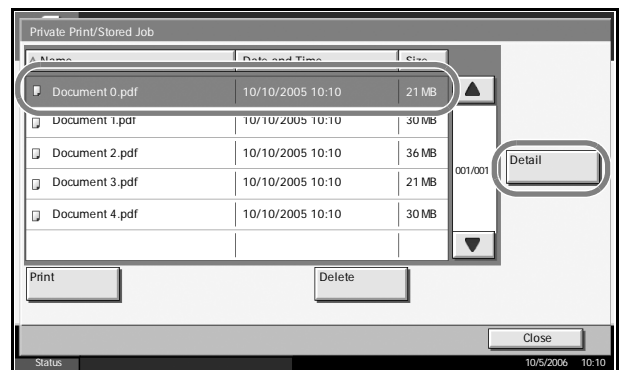 Private Print/Stored Job
Name Date and Time Size
Document 0.pdf 10/10/2005 10:10 21 MB
Document 1.pdf 10/10/2005 10:10 30 MB
Document 2.pdf 10/10/2005 10:10 36 MB
Document 3.pdf 10/10/2005 10:10 21 MB
Document 4.pdf 10/10/2005 10:10 30 MB
001/001
Detail
Print Delete
Close
Status 10/5/2006 10:10